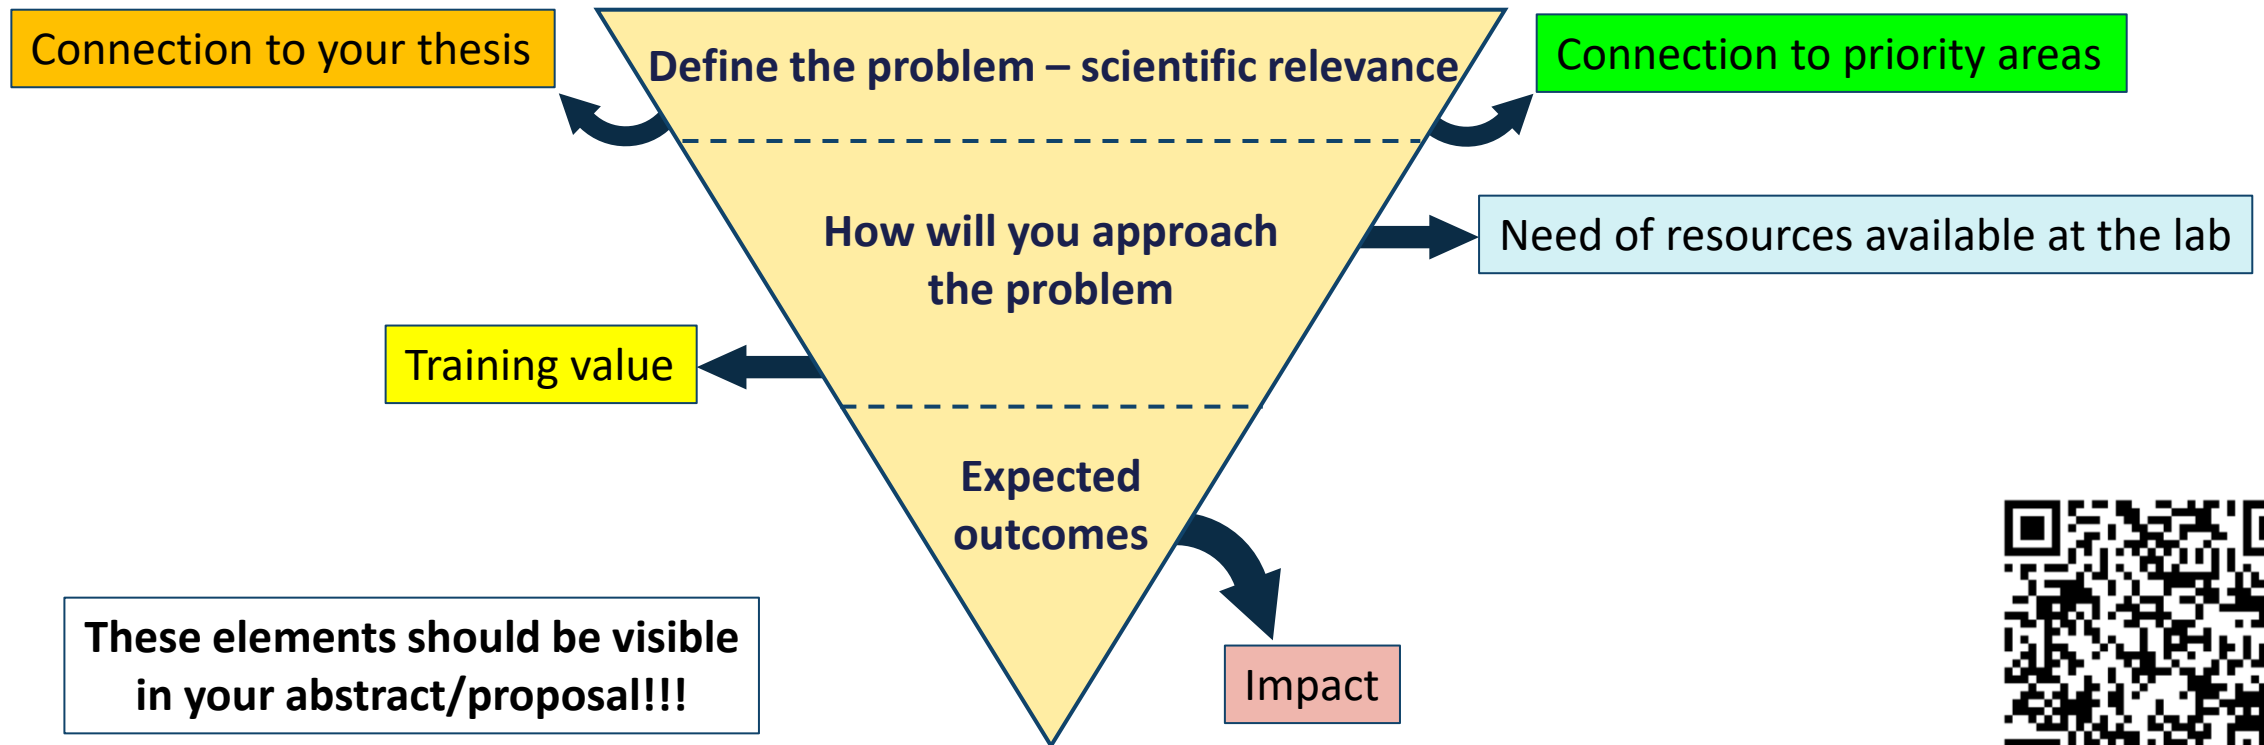 Connection to your thesis
Define the problem – scientific relevance
Connection to priority areas
How will you approach
the problem
Need of resources available at the lab
Training value
Expected
outcomes
These elements should be visible
in your abstract/proposal!!!
Impact